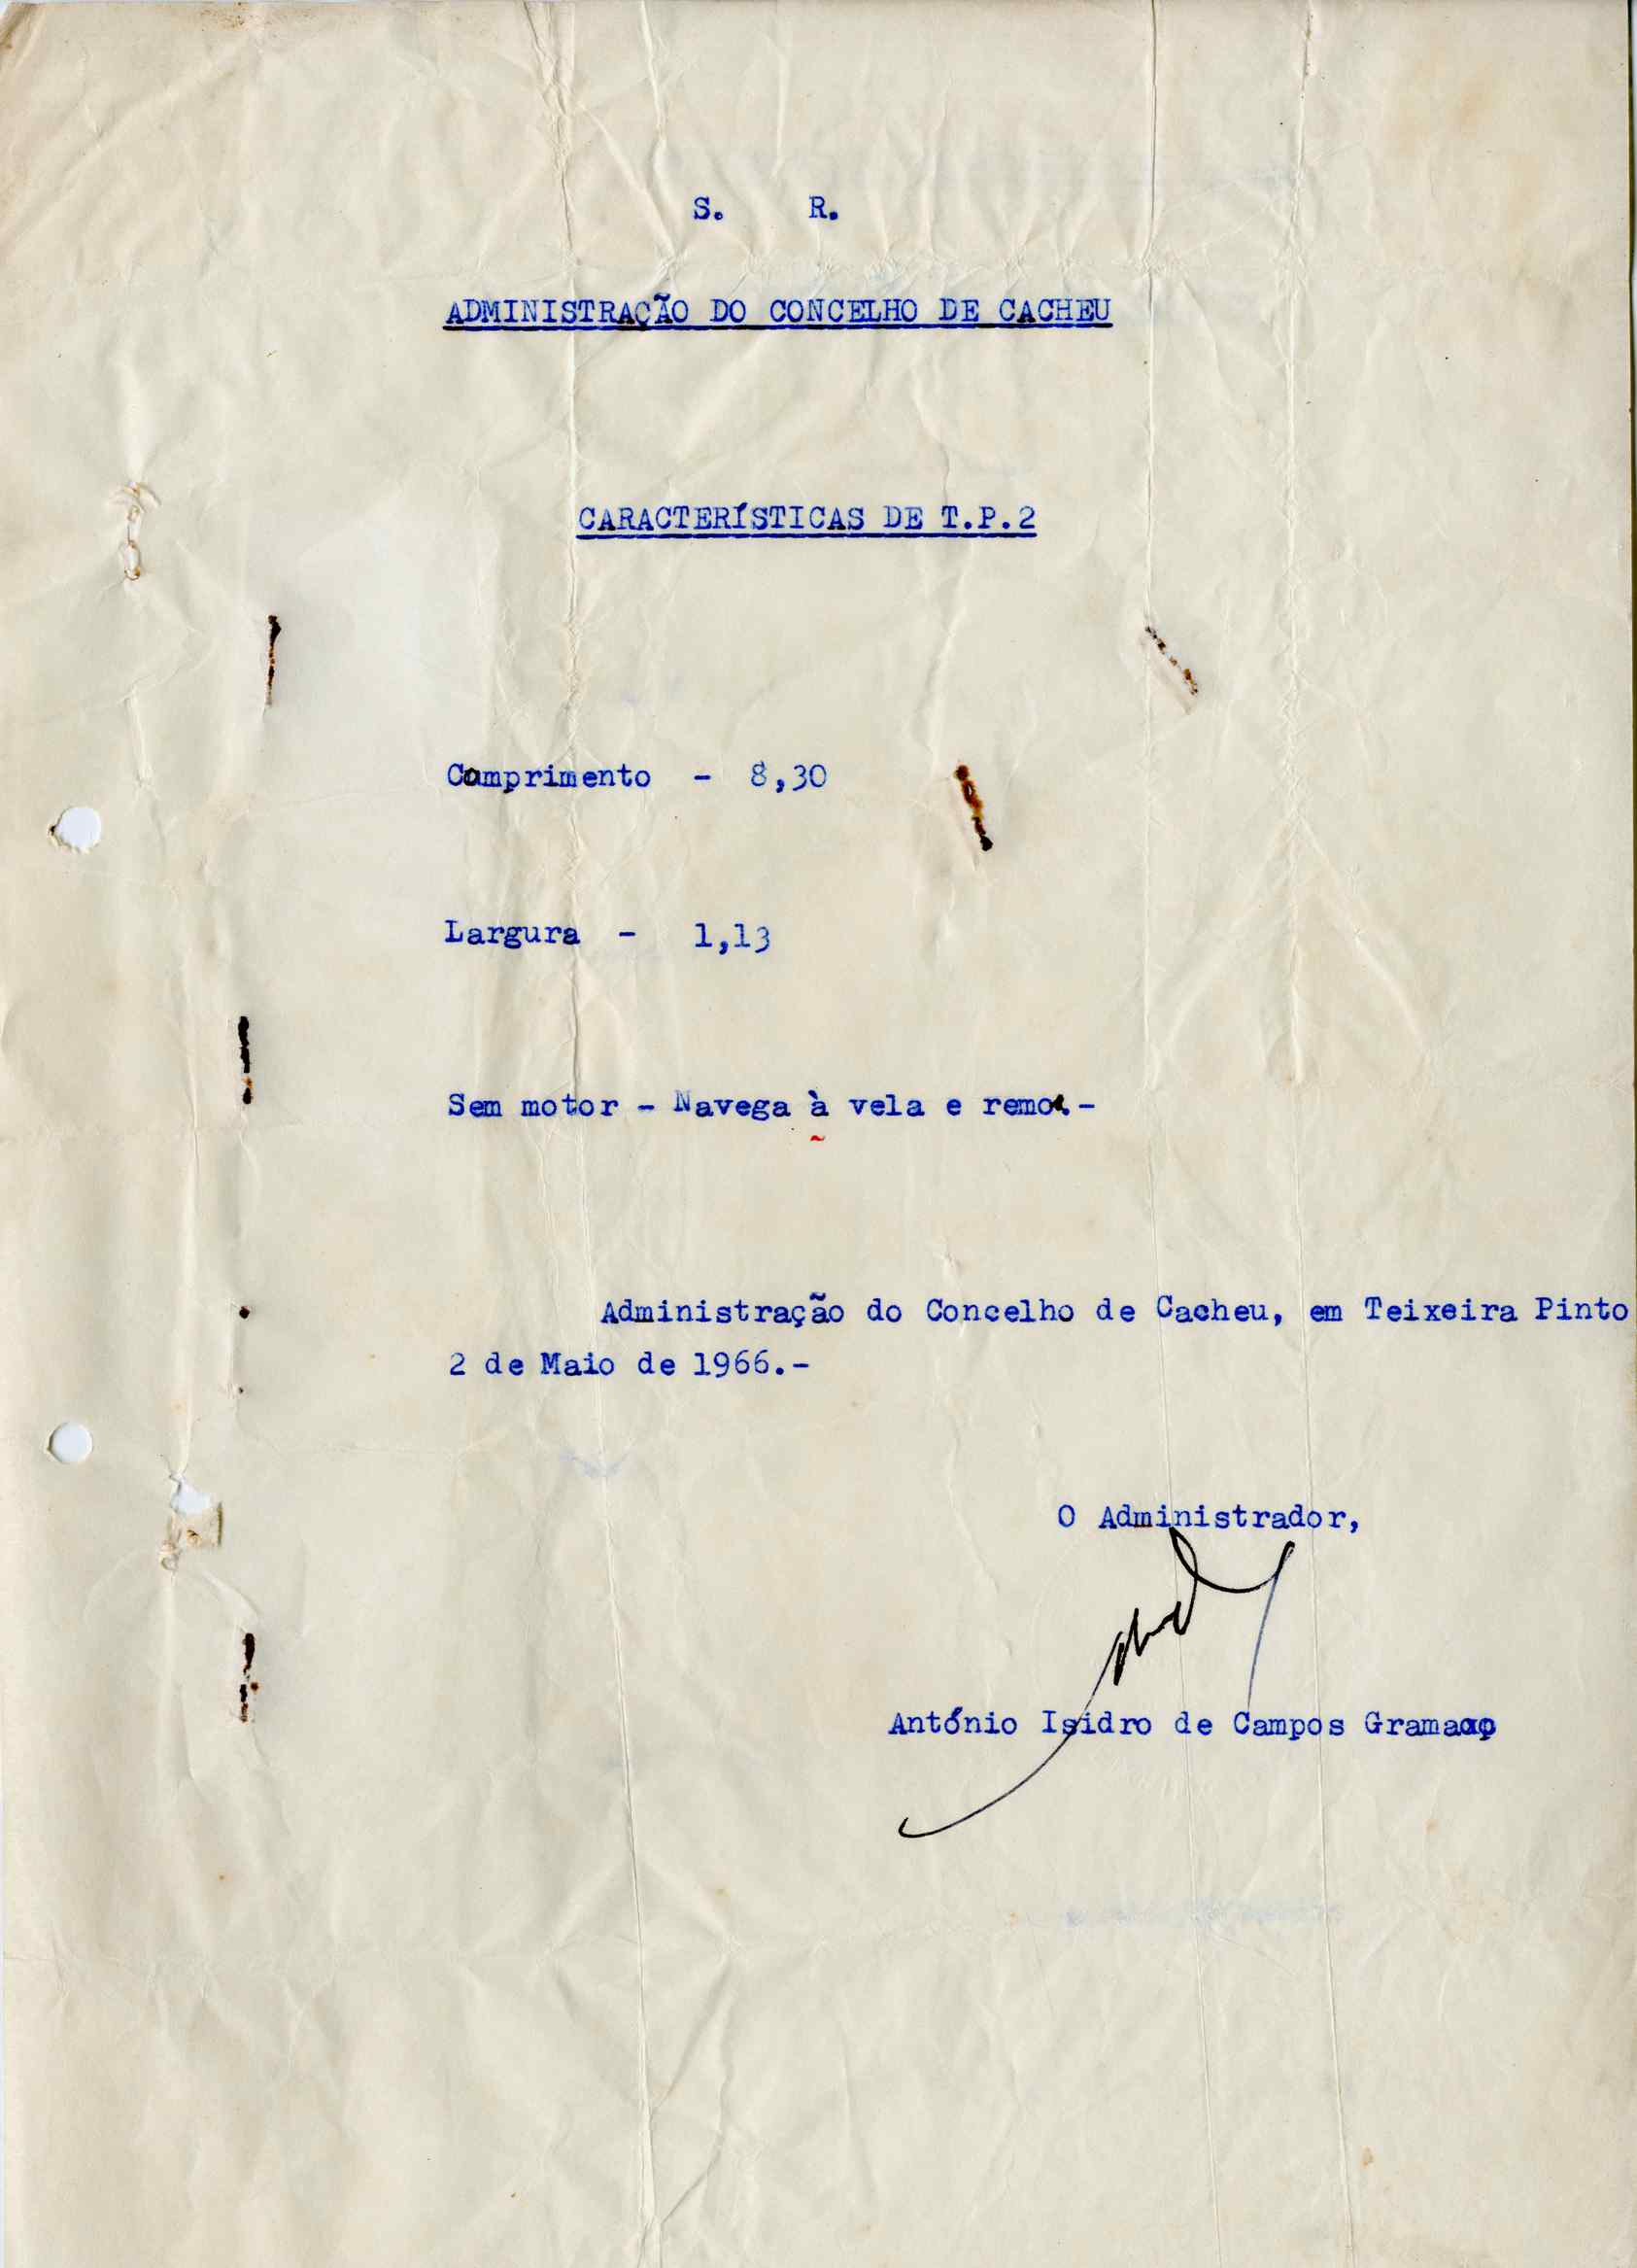 S. R.
ADMINISTRAÇÃO DO CONCELHO DE CACHEU
CARACTERÍSTICAS DE T.P.2
Comprimento - 8,30
Largura - 1,13
Sem motor - Navega à vela e remo.-
Administração do Concelho de Cacheu, em Teixeira Pinto
2 de Maio de 1966.-
O Administrador,
António Isidro de Campos